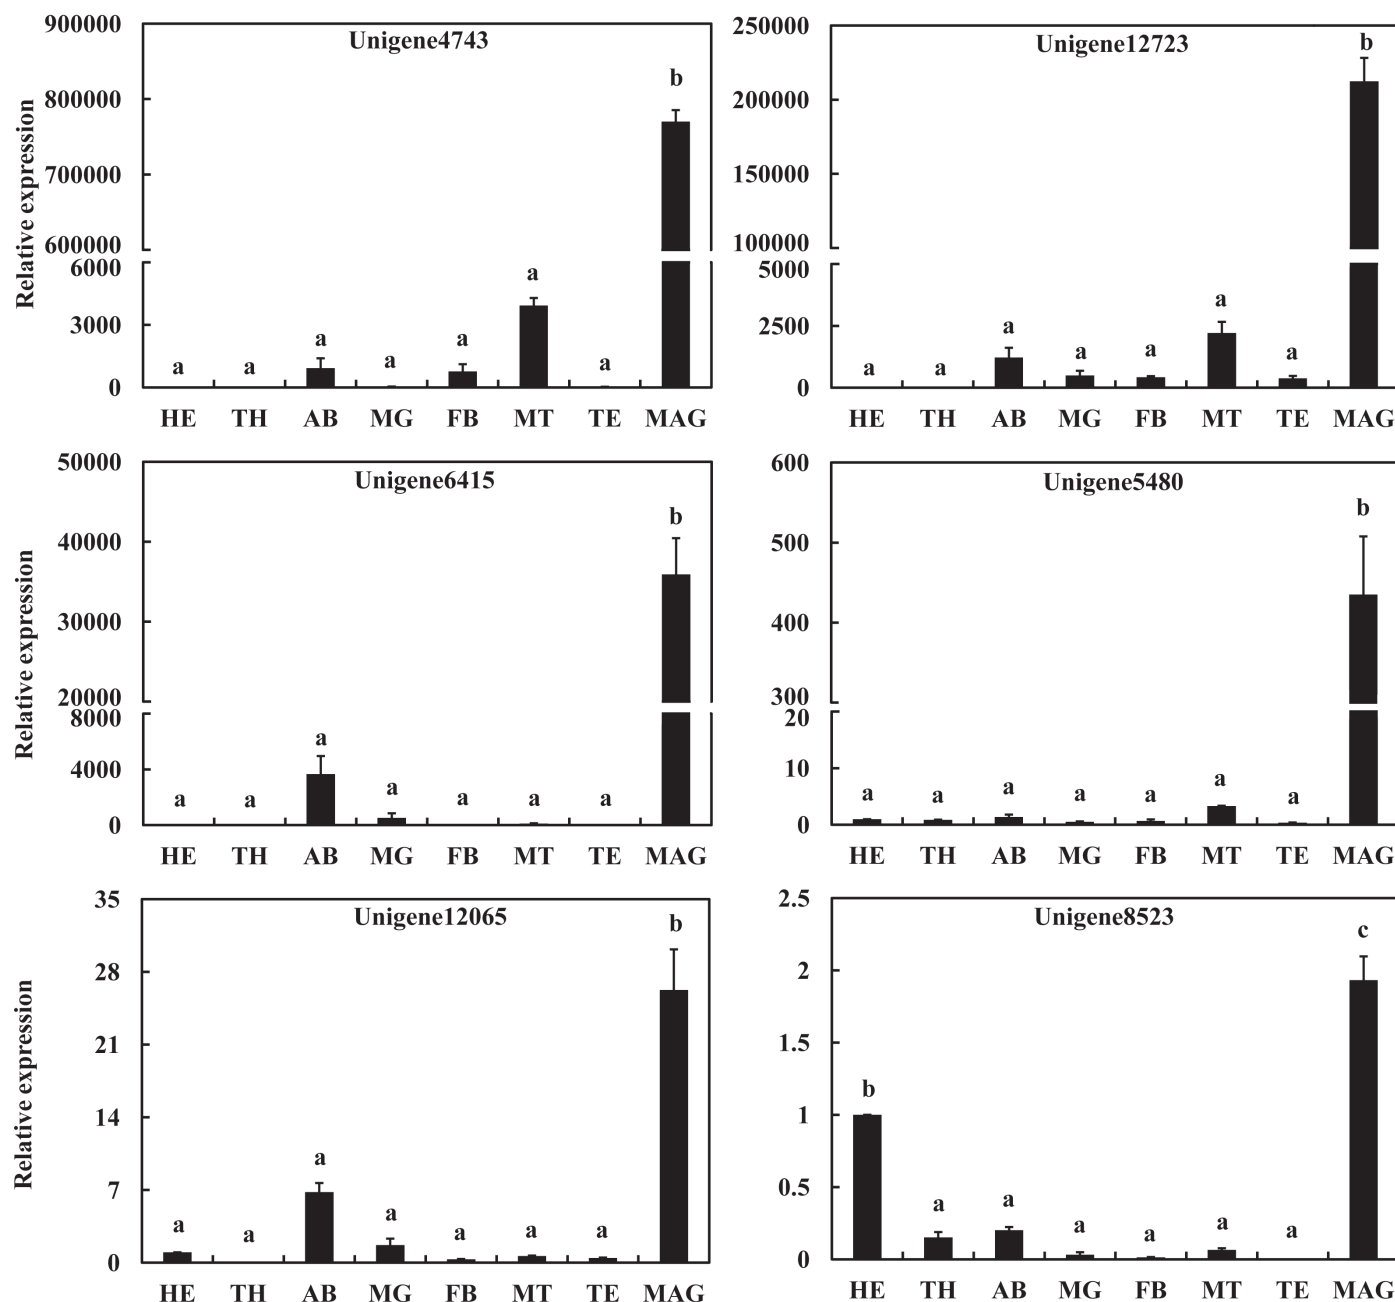 Unigene4743
Relative expression
900000
800000
700000
600000
6000
3000
0
a a a a a a a b
HE TH AB MG FB MT TE MAG
Unigene12723
250000
200000
150000
100000
5000
2500
0
a a a a a a a b
HE TH AB MG FB MT TE MAG
Unigene6415
Relative expression
50000
40000
30000
20000
8000
4000
0
a a a a a a a b
HE TH AB MG FB MT TE MAG
Unigene5480
600
500
400
300
20
10
0
a a a a a a a b
HE TH AB MG FB MT TE MAG
Unigene12065
Relative expression
35
28
21
14
7
0
a a a a a a a b
HE TH AB MG FB MT TE MAG
Unigene8523
2.5
2
1.5
1
0.5
0
b a a a a a a c
HE TH AB MG FB MT TE MAG